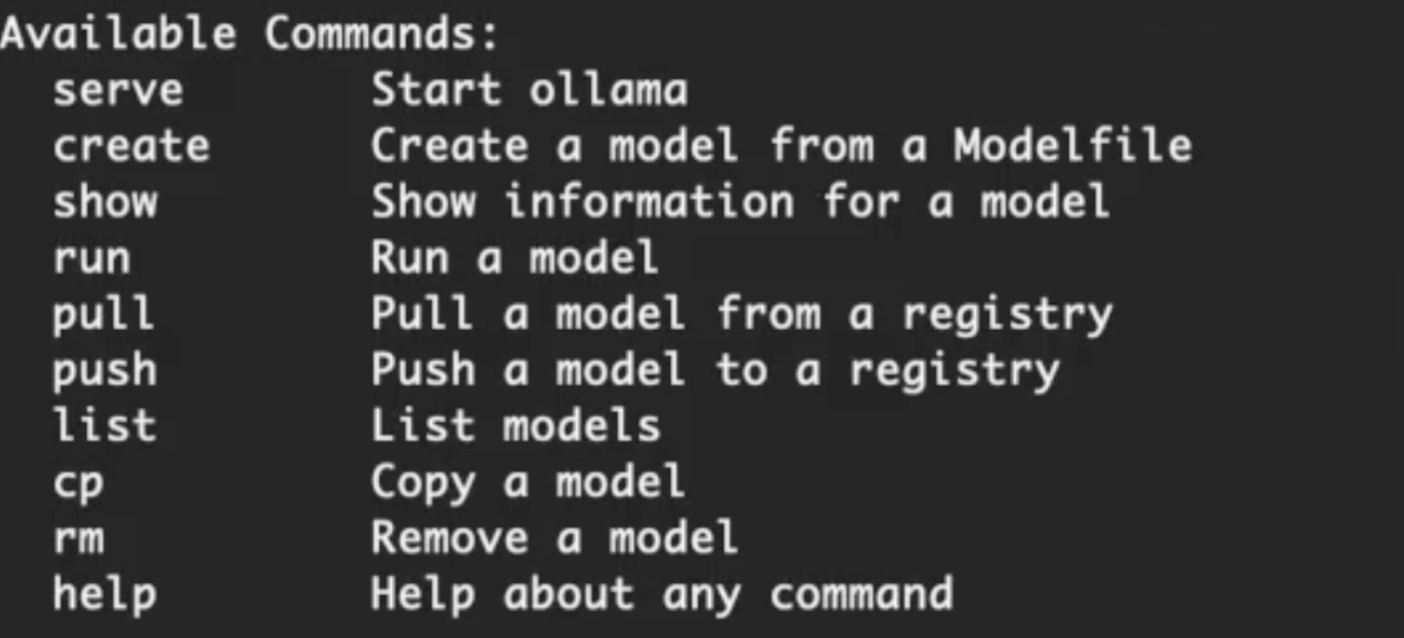 Available Commands:
serve Start ollama
create Create a model from a Modelfile
show Show information for a model
run Run a model
pull Pull a model from a registry
push Push a model to a registry
list List models
cp Copy a model
rm Remove a model
help Help about any command